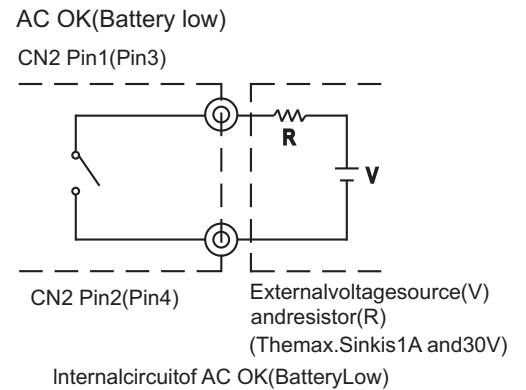 AC OK(Battery low)
CN2 Pin1(Pin3)
R
V
CN2 Pin2(Pin4)
Externalvoltagesource(V)
andresistor(R)
(Themax.Sinkis1A and30V)
Internalcircuitof AC OK(BatteryLow)